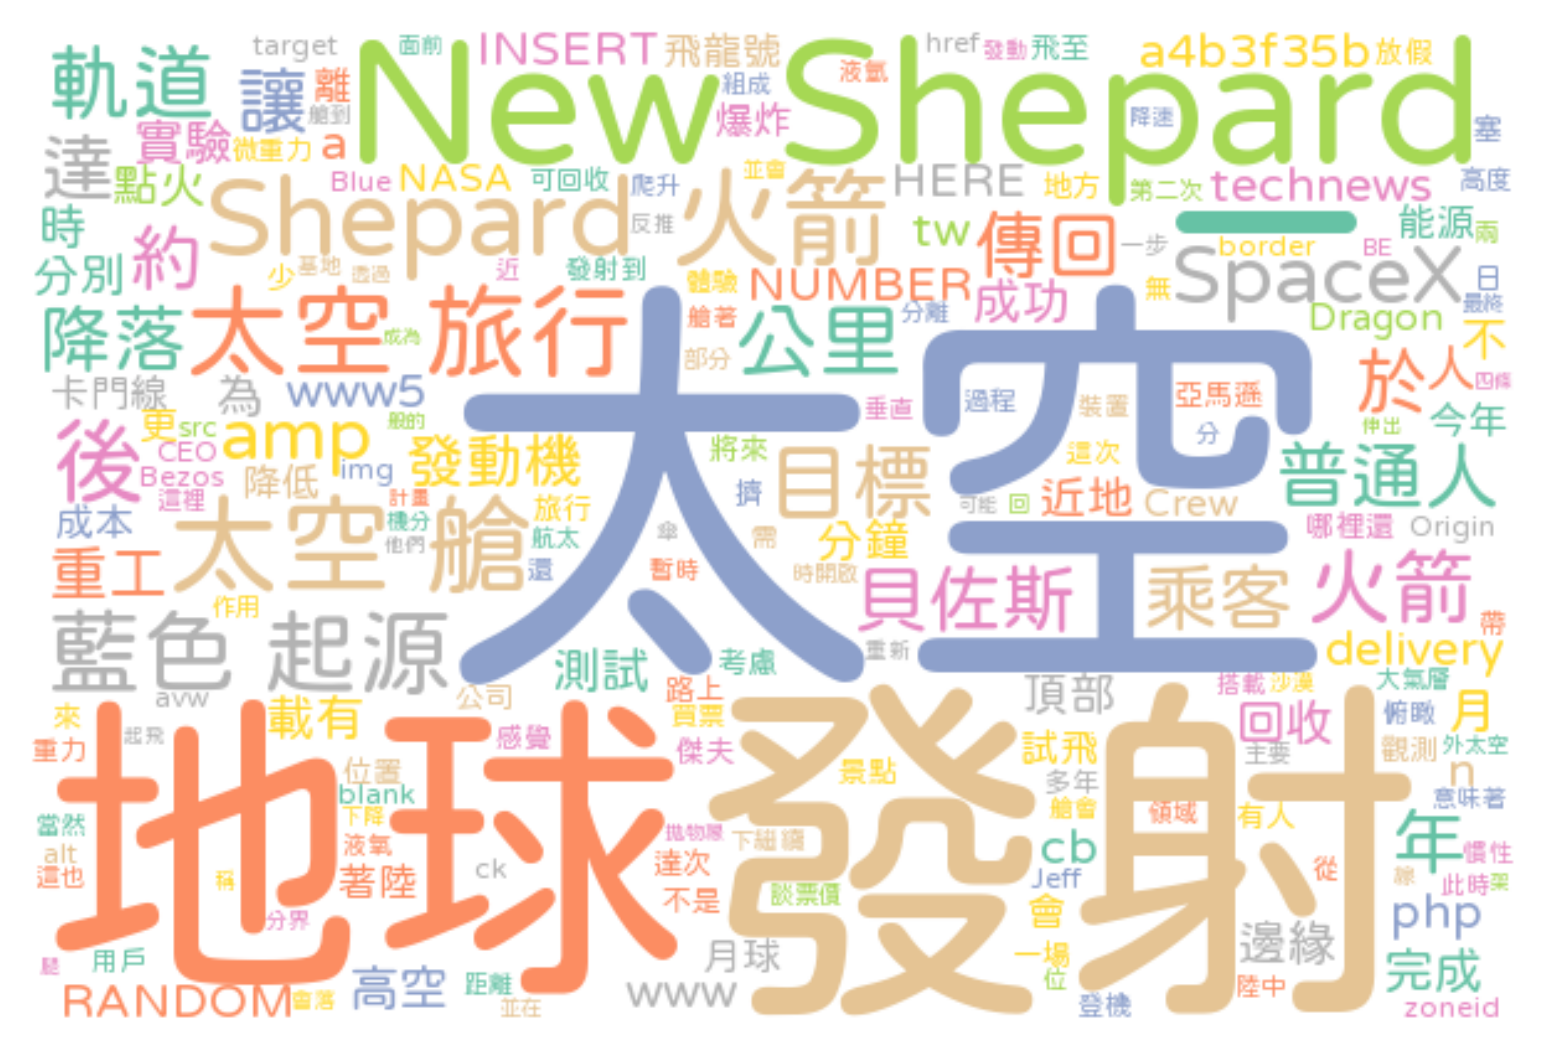 target 面前 INSERT 飛龍號 href 發動 飛至 a4b3f35b 放假
軌道 讓 離 艙到 New Shepard 組成 液氫 降速 塞
達 實驗 微重力 a 爆炸
點火 Blue NASA 可回收 爬升 並會 HERE 地方 第二次 technews 高度
時 約 Shepard 火箭 反推 tw 傳回 一步 能源 兩
分別 少 基地 透過 近 發射到 體驗 NUMBER 成功 無 border BE SpaceX 日
降落 太空 旅行 成為 艙著 部分 公里 分離 Dragon 最終 不
卡門線 為 www5 太空 垂直 過程 裝置 亞馬遜 於 人 四條
後 更 src amp 般的 發動機 將來 目標 分 這次 伸出 今年
CEO Bezos 降低 img 擠 普通人
這裡 計畫 旅行 可能 回 近地 Crew
成本 太空艙 機分 他們 航太 傘 需 分鐘 哪裡還 Origin
重工 還 暫時 時開啟 貝佐斯 乘客 火箭
作用 帶
藍色 起源 測試 考慮 重新 delivery
avw 公司 路上 頂部 搭載 沙漠 大氣層
來 載有 買票 回收 俯瞰 月
重力 起飛 地球 感覺 傑夫 發射 試飛 主要 觀測 外太空
位置 景點 多年 n
blank 下降 艙會 領域 有人 意味著
當然 液氧 拋物線 下繼續 年
alt 這也 著陸 ck 達次 cb 慣性
稱 不是 談票價 Jeff 從 線 此時 架
分界 會 php
用戶 月球 一場 邊緣
腿 高空 距離 位 完成
RANDOM 會落 並在 www 登機 陸中 zoneid